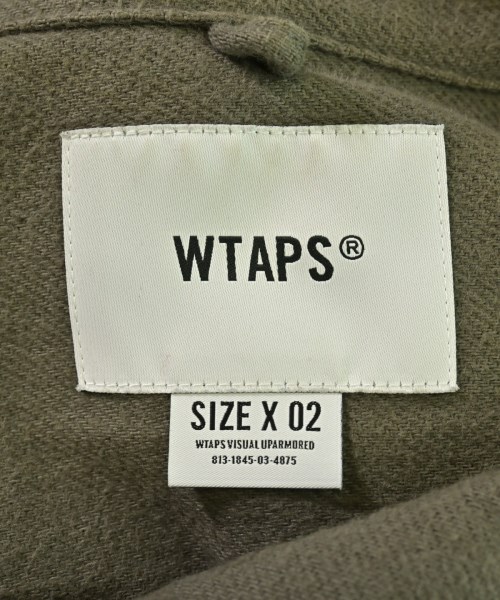 WTAPS®
SIZE X 02
WTAPS VISUAL UPARMORED
813-1845-03-4875